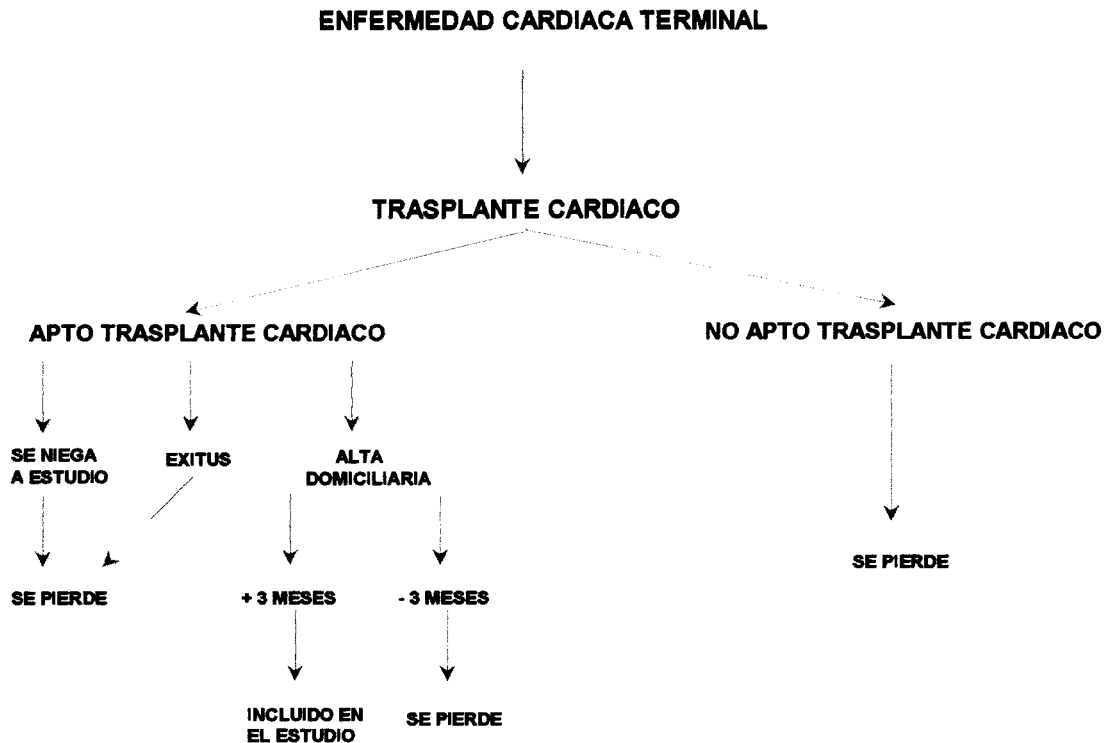 ENFERMEDAD CARDIACA TERMINAL
TRASPLANTE CARDIACO
APTO TRASPLANTE CARDIACO
NO APTO TRASPLANTE CARDIACO
SE NIEGA
A ESTUDIO
EXITUS
ALTA
DOMICILIARIA
SE PIERDE
SE PIERDE
+ 3 MESES
- 3 MESES
INCLUIDO EN
EL ESTUDIO
SE PIERDE